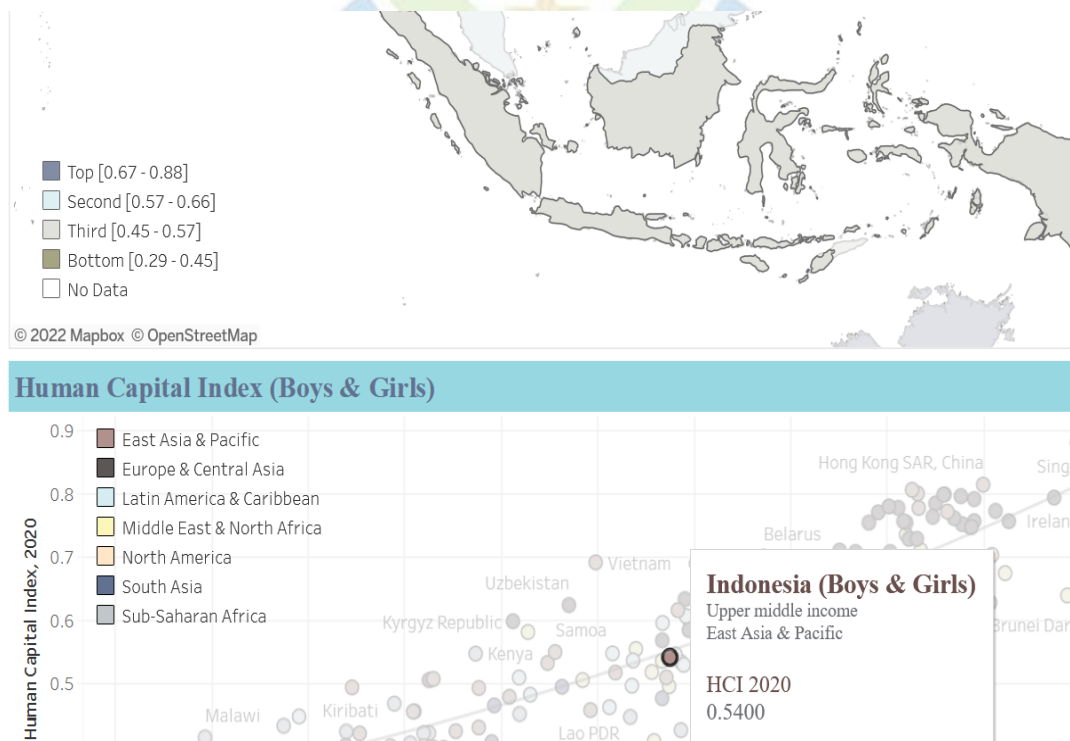 Top [0.67 - 0.88]
Second [0.57 - 0.66]
Third [0.45 - 0.57]
Bottom [0.29 - 0.45]
No Data
© 2022 Mapbox © OpenStreetMap
Human Capital Index (Boys & Girls)
Human Capital Index, 2020
0.9
0.8
0.7
0.6
0.5
East Asia & Pacific
Europe & Central Asia
Latin America & Caribbean
Middle East & North Africa
North America
South Asia
Sub-Saharan Africa
Hong Kong SAR, China
Sing
Irelan
Belarus
Vietnam
Uzbekistan
Kyrgyz Republic
Samoa
Kenya
Brunei Dar
Malawi
Kiribati
Lao PDR
Indonesia (Boys & Girls)
Upper middle income
East Asia & Pacific
HCI 2020
0.5400